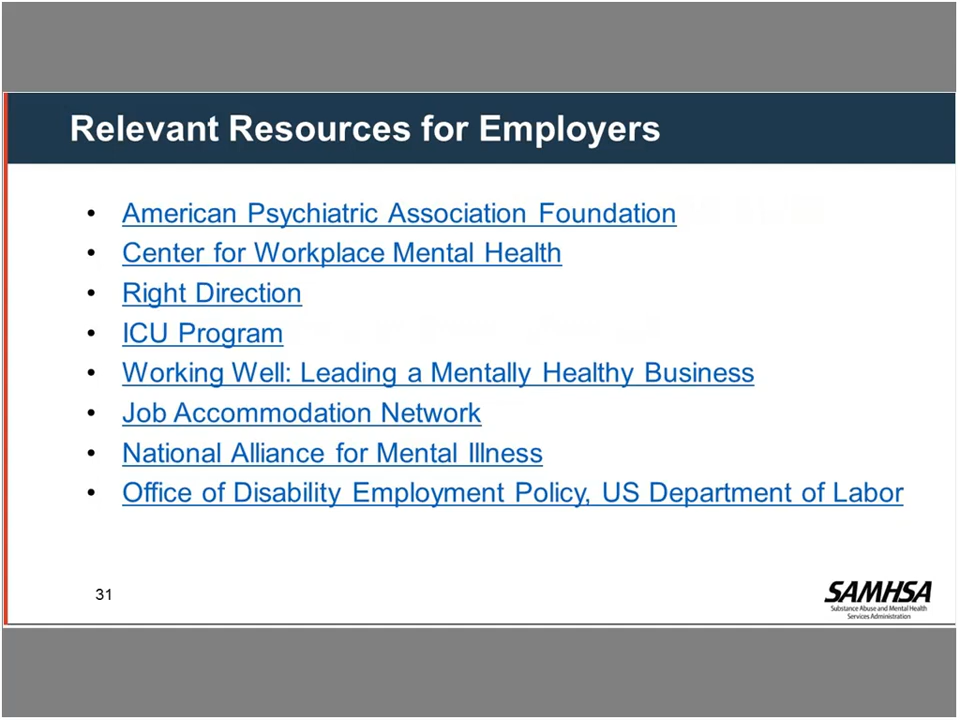 Relevant Resources for Employers
• American Psychiatric Association Foundation
• Center for Workplace Mental Health
• Right Direction
• ICU Program
• Working Well: Leading a Mentally Healthy Business
• Job Accommodation Network
• National Alliance for Mental Illness
• Office of Disability Employment Policy, US Department of Labor
31
SAMHSA
Substance Abuse and Mental Health
Services Administration